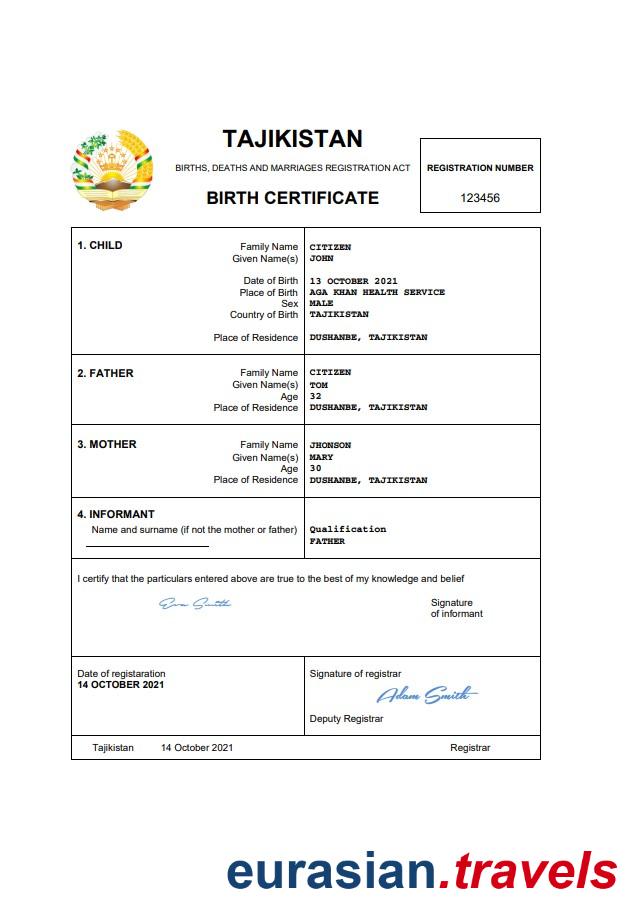 TAJIKISTAN
BIRTHS, DEATHS AND MARRIAGES REGISTRATION ACT
BIRTH CERTIFICATE
REGISTRATION NUMBER
123456
1. CHILD
Family Name CITIZEN
Given Name(s) JOHN
Date of Birth 13 OCTOBER 2021
Place of Birth AGA KHAN HEALTH SERVICE
Sex MALE
Country of Birth TAJIKISTAN
Place of Residence DUSHANBE, TAJIKISTAN
2. FATHER
Family Name CITIZEN
Given Name(s) TOM
Age 32
Place of Residence DUSHANBE, TAJIKISTAN
3. MOTHER
Family Name JHONSON
Given Name(s) MARY
Age 30
Place of Residence DUSHANBE, TAJIKISTAN
4. INFORMANT
Name and surname (if not the mother or father) Qualification
FATHER
I certify that the particulars entered above are true to the best of my knowledge and belief
Eva Smith
Signature
of informant
Date of registaration
14 OCTOBER 2021
Signature of registrar
Adam Smith
Deputy Registrar
Tajikistan 14 October 2021 Registrar
eurasian.travels